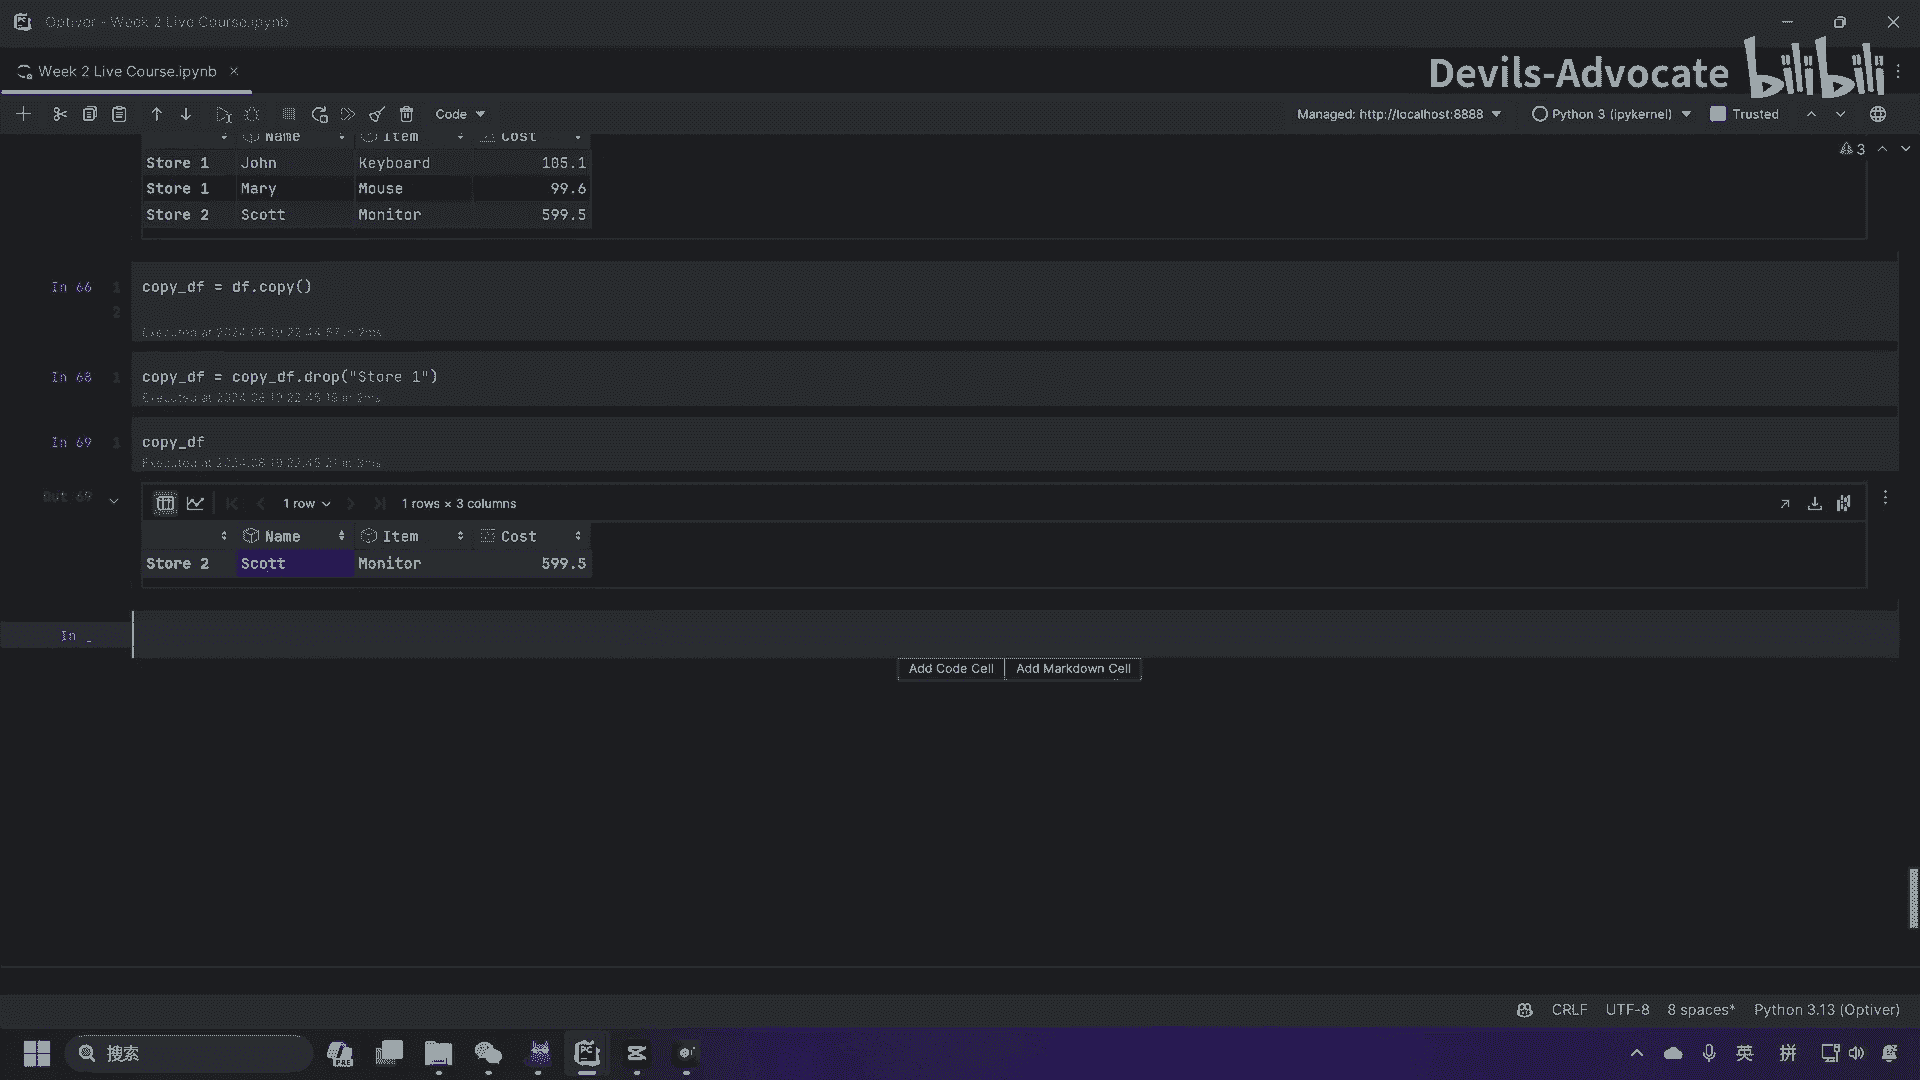 Optiver - Week 2 Live Course.ipynb
Week 2 Live Course.ipynb
Devils-Advocate bilibili
Code
Managed: http://localhost:8888
Python 3 (ipykernel)
Trusted
Name Item Cost
3
Store 1 John Keyboard 105.1
Store 1 Mary Mouse 99.6
Store 2 Scott Monitor 599.5
In 66 1 copy_df = df.copy()
2
In 68 1 copy_df = copy_df.drop("Store 1")
In 69 1 copy_df
Out 69
1 row 1 rows × 3 columns
Name Item Cost
Store 2 Scott Monitor 599.5
In _
Add Code Cell Add Markdown Cell
CRLF UTF-8 8 spaces* Python 3.13 (Optiver)
搜索
英 拼